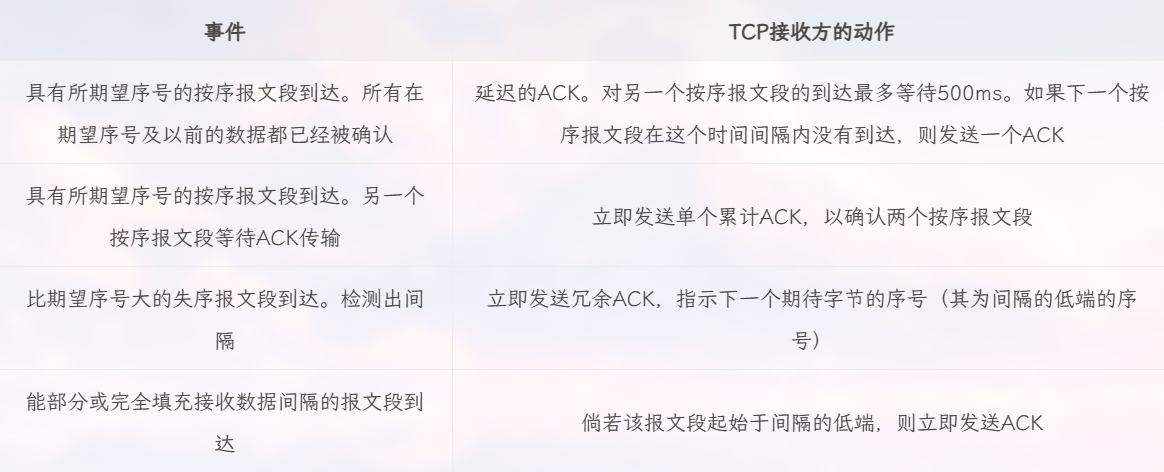 事件
TCP接收方的动作
具有所期望序号的按序报文段到达。所有在
期望序号及以前的数据都已经被确认
延迟的ACK。对另一个按序报文段的到达最多等待500ms。如果下一个按
序报文段在这个时间间隔内没有到达，则发送一个ACK
具有所期望序号的按序报文段到达。另一个
按序报文段等待ACK传输
立即发送单个累计ACK，以确认两个按序报文段
比期望序号大的失序报文段到达。检测出间
隔
立即发送冗余ACK，指示下一个期待字节的序号（其为间隔的低端的序
号）
能部分或完全填充接收数据间隔的报文段到
达
倘若该报文段起始于间隔的低端，则立即发送ACK